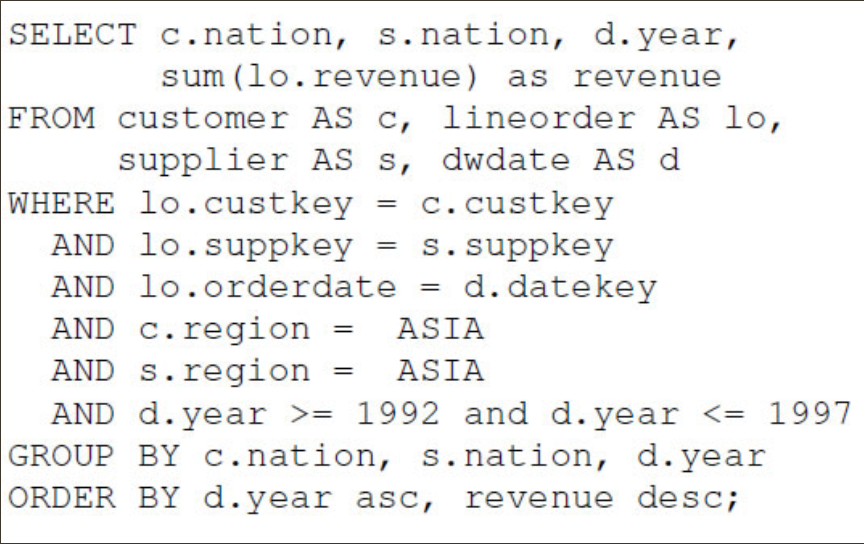 SELECT c.nation, s.nation, d.year,
sum(lo.revenue) as revenue
FROM customer AS c, lineorder AS lo,
supplier AS s, dwdate AS d
WHERE lo.custkey = c.custkey
AND lo.suppkey = s.suppkey
AND lo.orderdate = d.datekey
AND c.region = ASIA
AND s.region = ASIA
AND d.year >= 1992 and d.year <= 1997
GROUP BY c.nation, s.nation, d.year
ORDER BY d.year asc, revenue desc;